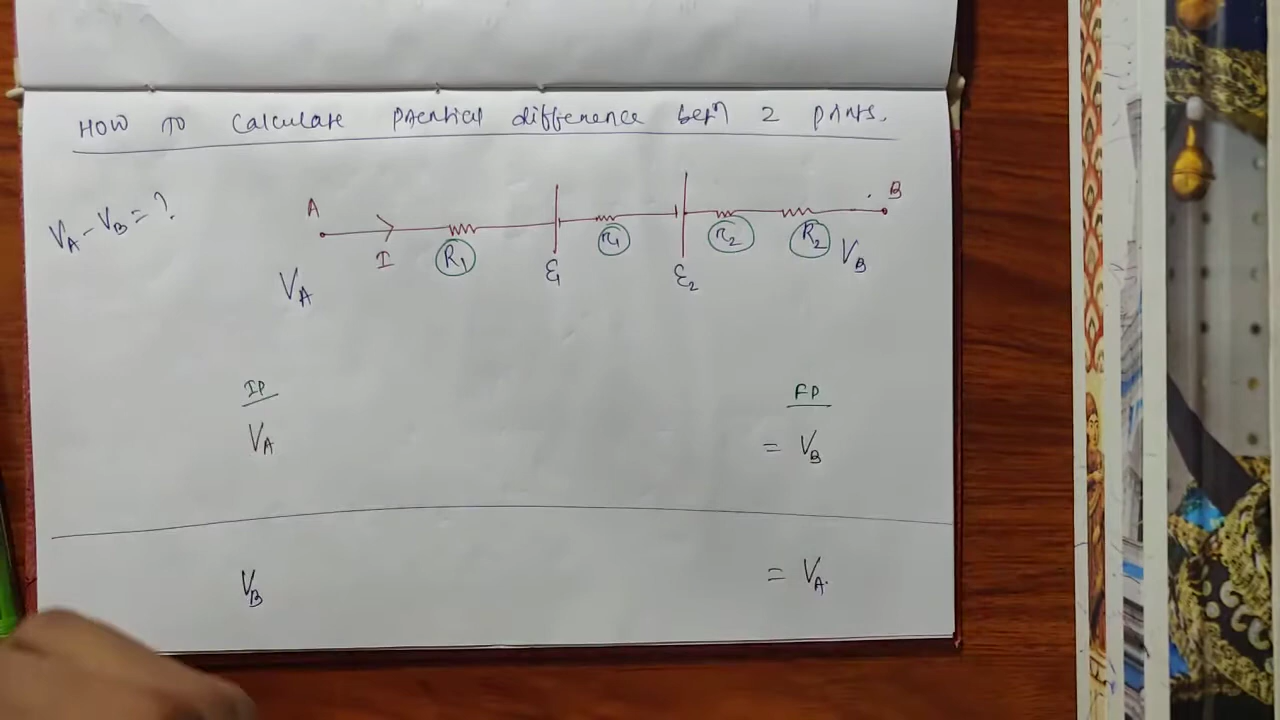 HOW TO Calculate potential difference betn 2 points.
VA - VB = ?
A B
I R1 r1 r2 R2
VA ε1 ε2 VB
IP FP
VA = VB
VB = VA.